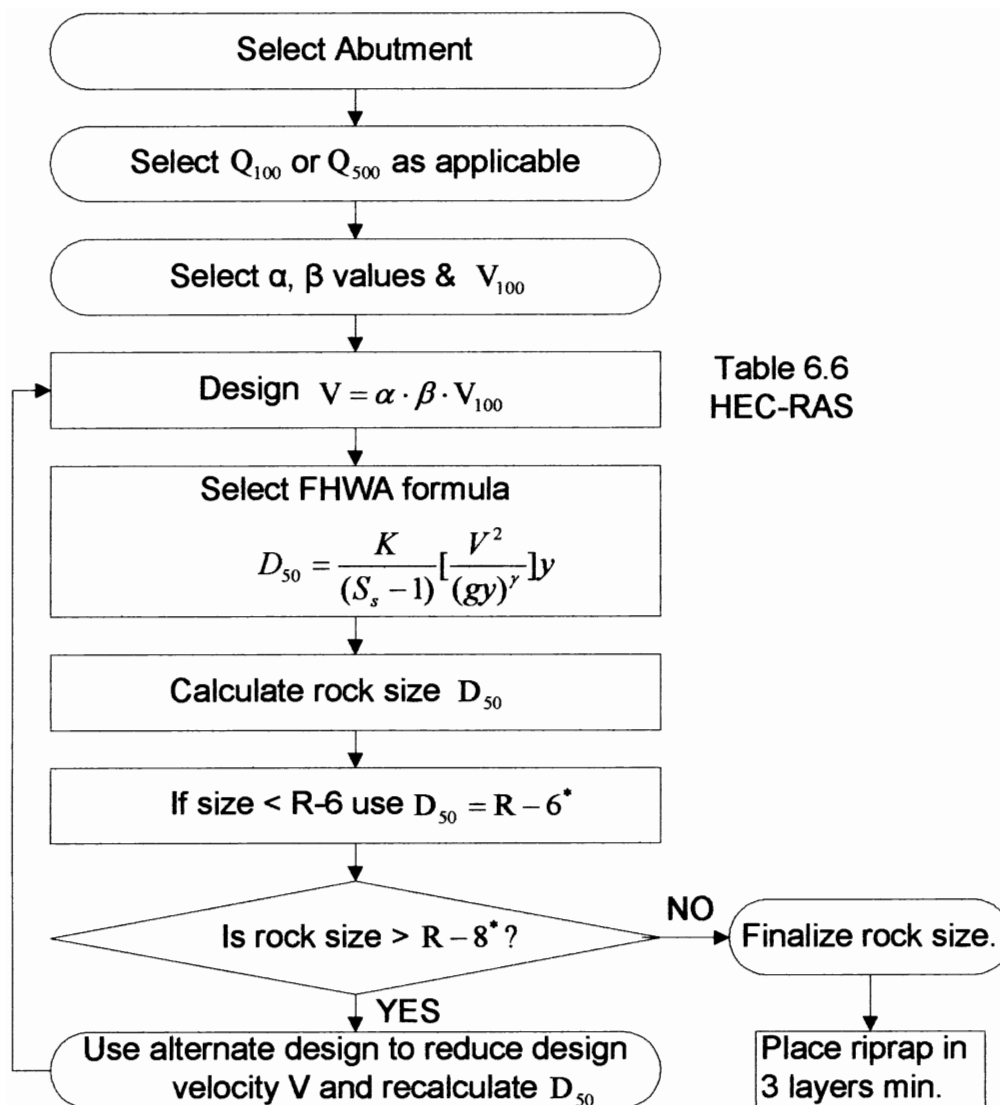 Select Abutment
Select Q₁₀₀ or Q₅₀₀ as applicable
Select α, β values & V₁₀₀
Design V = α · β · V₁₀₀
Table 6.6
HEC-RAS
Select FHWA formula
D₅₀ = K / (Sₛ − 1) [V² / (gy)^γ] y
Calculate rock size D₅₀
If size < R-6 use D₅₀ = R − 6*
Is rock size > R − 8*?
NO
Finalize rock size.
YES
Use alternate design to reduce design
velocity V and recalculate D₅₀
Place riprap in
3 layers min.